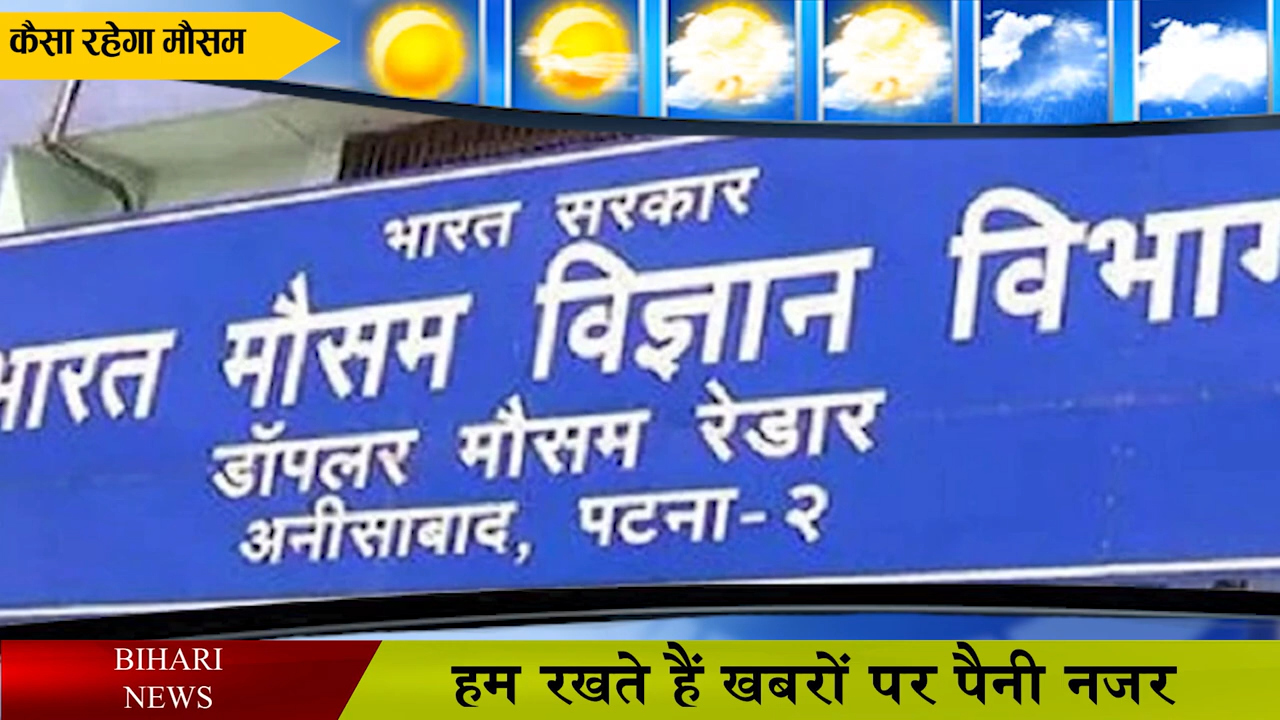 कैसा रहेगा मौसम
भारत सरकार
भारत मौसम विज्ञान विभाग
डॉपलर मौसम रेडार
अनीसाबाद, पटना-२
BIHARI
NEWS
हम रखते हैं खबरों पर पैनी नजर